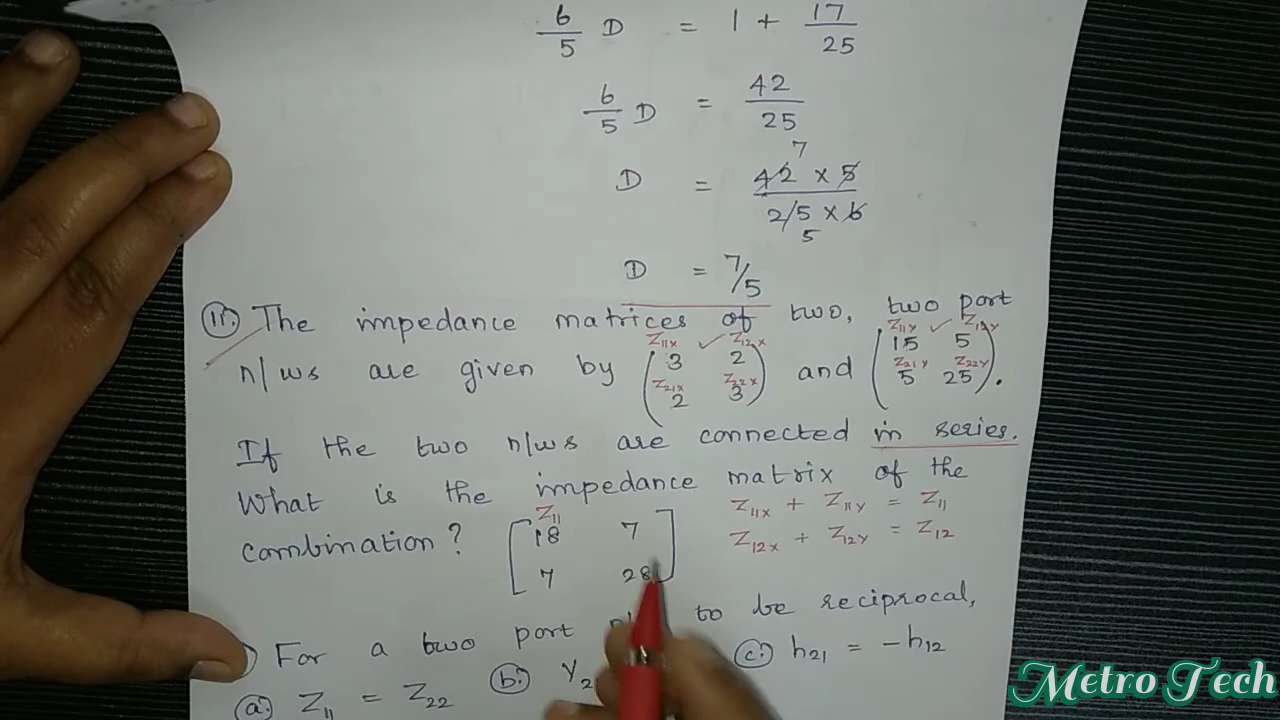 6/5 D = 1 + 17/25
6/5 D = 42/25
7
D = 42 x 5 / 25 x 6
5
D = 7/5
11. The impedance matrices of two, two port
Z11x Z12x Z11y Z12y
n/ws are given by (3 2 and (15 5
Z21x Z22x Z21y Z22y
2 3) 5 25).
If the two n/ws are connected in series.
What is the impedance matrix of the
Z11 Z11x + Z11y = Z11
combination? [18 7 Z12x + Z12y = Z12
7 28]
For a two port to be reciprocal,
a. Z11 = Z22 b. c. h21 = -h12
Metro Tech